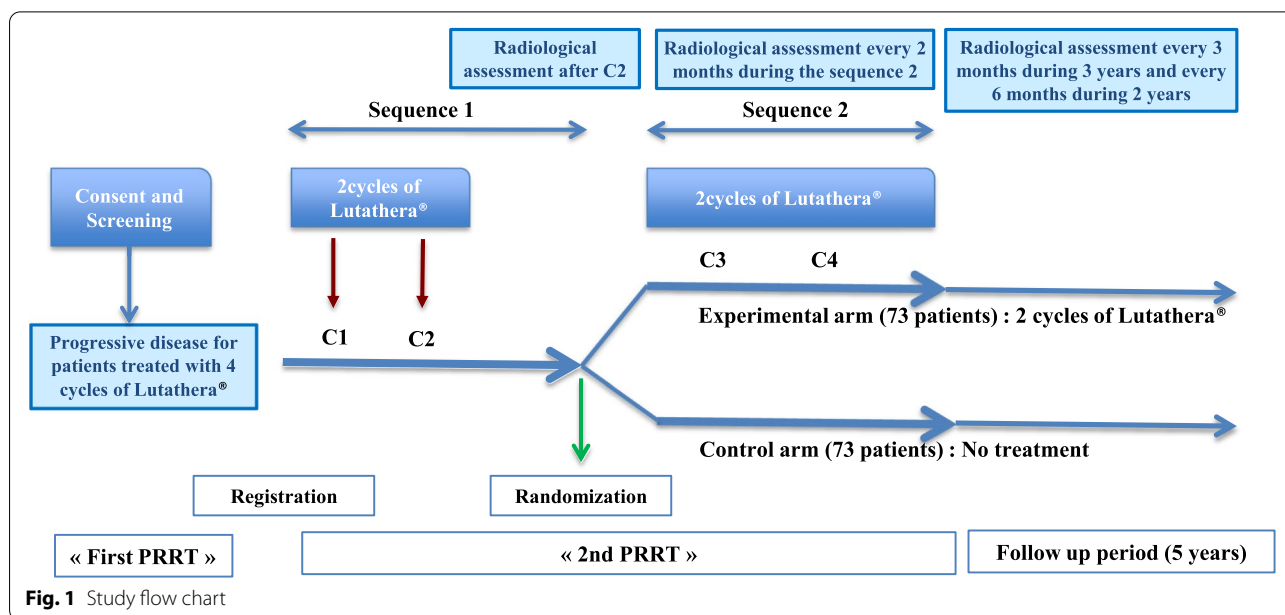 Radiological
assessment after C2
Radiological assessment every 2
months during the sequence 2
Radiological assessment every 3
months during 3 years and every
6 months during 2 years
Sequence 1
Sequence 2
Consent and
Screening
2cycles of
Lutathera®
2cycles of Lutathera®
C1
C2
C3
C4
Experimental arm (73 patients) : 2 cycles of Lutathera®
Progressive disease for
patients treated with 4
cycles of Lutathera®
Control arm (73 patients) : No treatment
Registration
Randomization
« First PRRT »
« 2nd PRRT »
Follow up period (5 years)
Fig. 1 Study flow chart